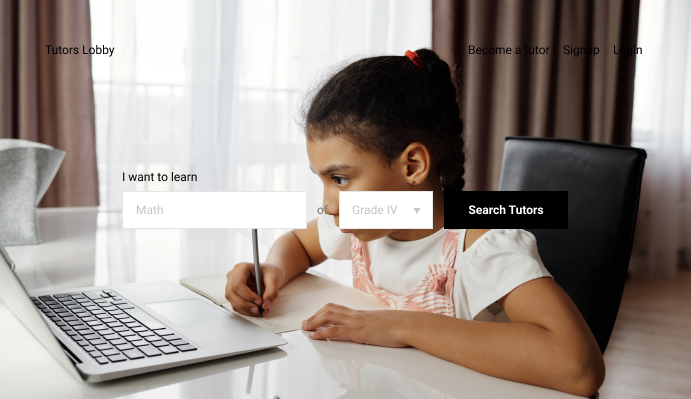 Tutors Lobby
Become a tutor Signup Login
I want to learn
Math of Grade IV Search Tutors